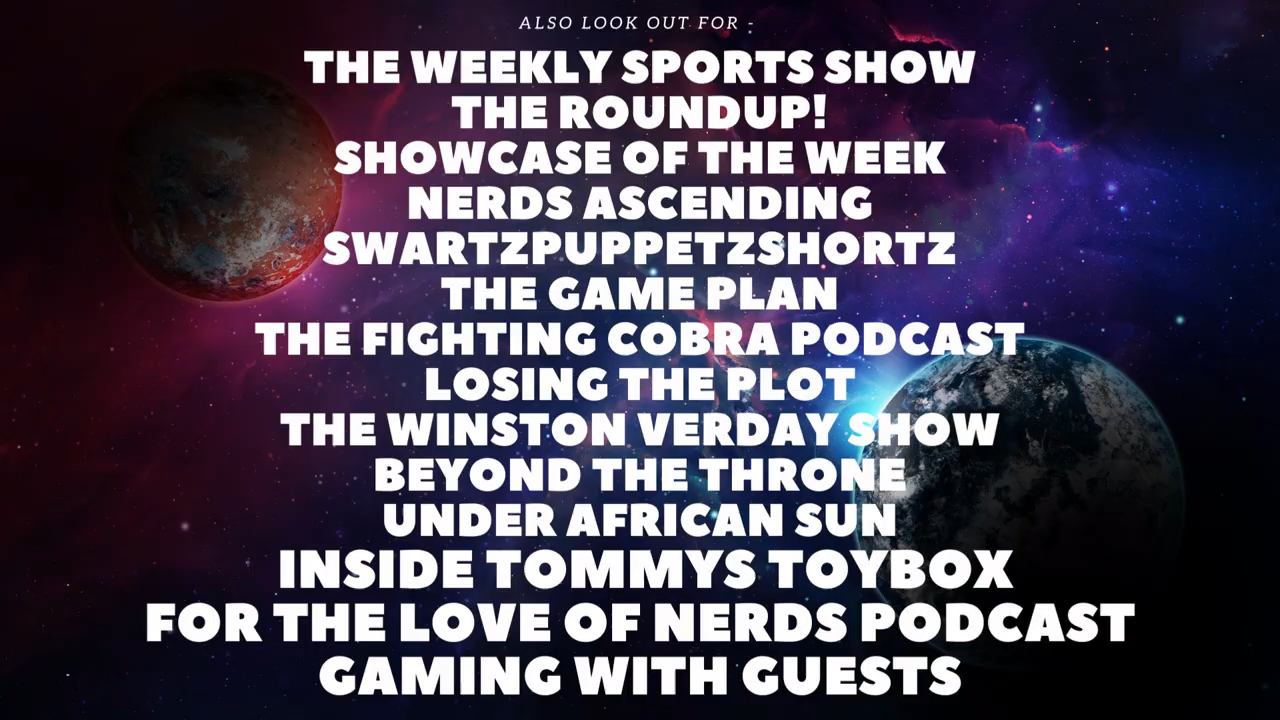 ALSO LOOK OUT FOR -
THE WEEKLY SPORTS SHOW
THE ROUNDUP!
SHOWCASE OF THE WEEK
NERDS ASCENDING
SWARTZPUPPETZSHORTZ
THE GAME PLAN
THE FIGHTING COBRA PODCAST
LOSING THE PLOT
THE WINSTON VERDAY SHOW
BEYOND THE THRONE
UNDER AFRICAN SUN
INSIDE TOMMYS TOYBOX
FOR THE LOVE OF NERDS PODCAST
GAMING WITH GUESTS